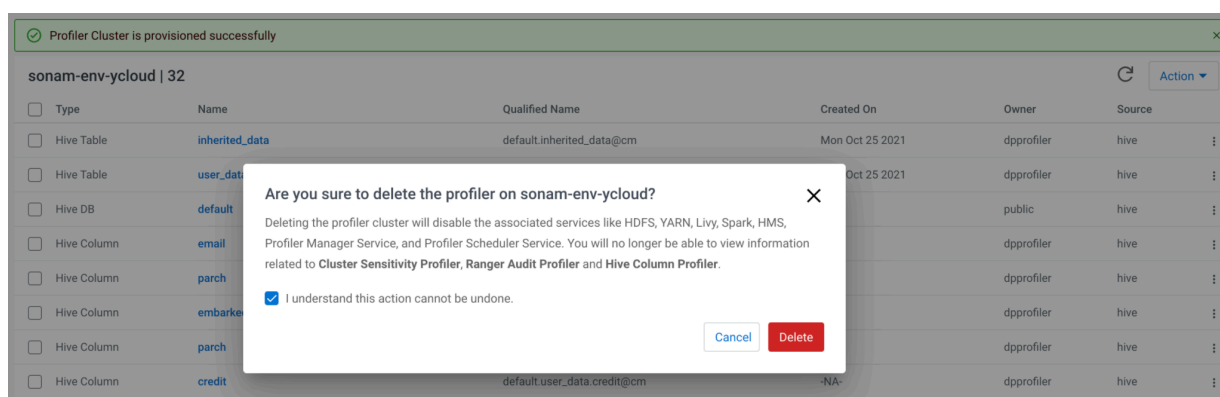 Profiler Cluster is provisioned successfully
sonam-env-ycloud | 32
Action
Type Name Qualified Name Created On Owner Source
Hive Table inherited_data default.inherited_data@cm Mon Oct 25 2021 dpprofiler hive
Hive Table user_data Oct 25 2021 dpprofiler hive
Hive DB default public hive
Hive Column email dpprofiler hive
Hive Column parch dpprofiler hive
Hive Column embarked dpprofiler hive
Hive Column parch dpprofiler hive
Hive Column credit default.user_data.credit@cm -NA- dpprofiler hive
Are you sure to delete the profiler on sonam-env-ycloud?
Deleting the profiler cluster will disable the associated services like HDFS, YARN, Livy, Spark, HMS,
Profiler Manager Service, and Profiler Scheduler Service. You will no longer be able to view information
related to Cluster Sensitivity Profiler, Ranger Audit Profiler and Hive Column Profiler.
I understand this action cannot be undone.
Cancel Delete